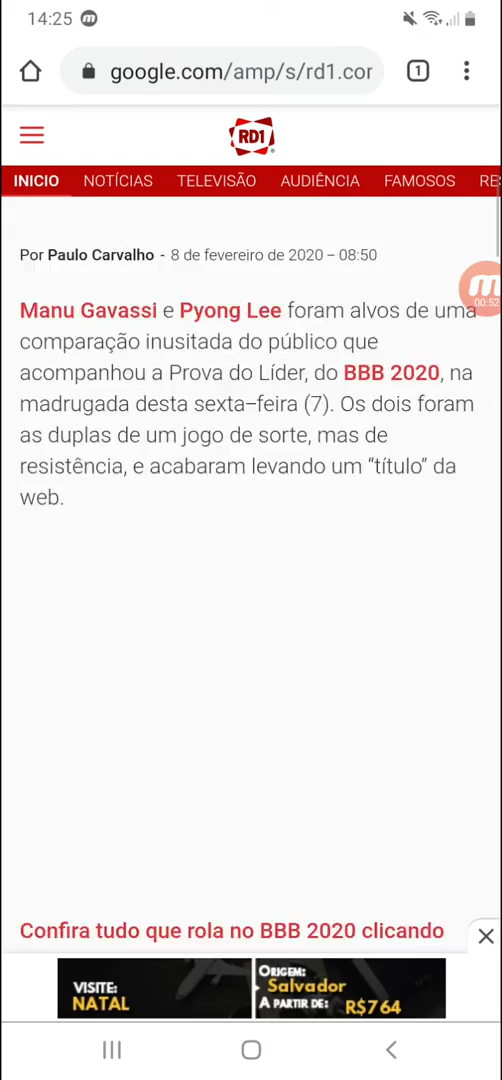 14:25
google.com/amp/s/rd1.cor
1
RD1
INICIO NOTÍCIAS TELEVISÃO AUDIÊNCIA FAMOSOS RE
Por Paulo Carvalho - 8 de fevereiro de 2020 – 08:50
00:52
Manu Gavassi e Pyong Lee foram alvos de uma
comparação inusitada do público que
acompanhou a Prova do Líder, do BBB 2020, na
madrugada desta sexta–feira (7). Os dois foram
as duplas de um jogo de sorte, mas de
resistência, e acabaram levando um “título” da
web.
Confira tudo que rola no BBB 2020 clicando
VISITE:
NATAL
ORIGEM:
Salvador
A PARTIR DE: R$764